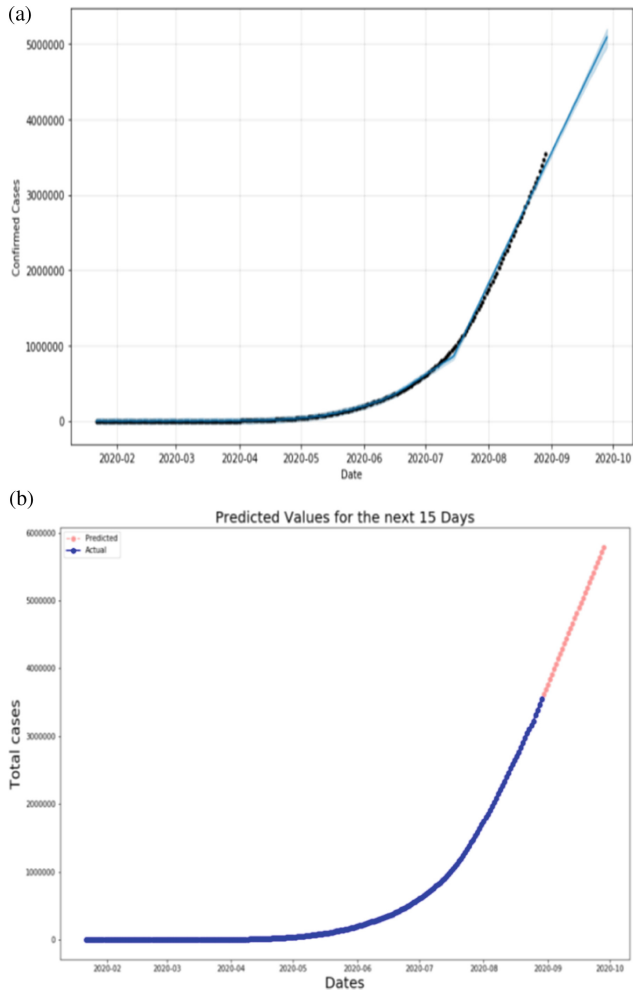 (a)
5000000
4000000
3000000
2000000
1000000
0
Confirmed Cases
2020-02 2020-03 2020-04 2020-05 2020-06 2020-07 2020-08 2020-09 2020-10
Date
(b)
Predicted Values for the next 15 Days
Predicted
Actual
6000000
5000000
4000000
3000000
2000000
1000000
0
Total cases
2020-02 2020-03 2020-04 2020-05 2020-06 2020-07 2020-08 2020-09 2020-10
Dates